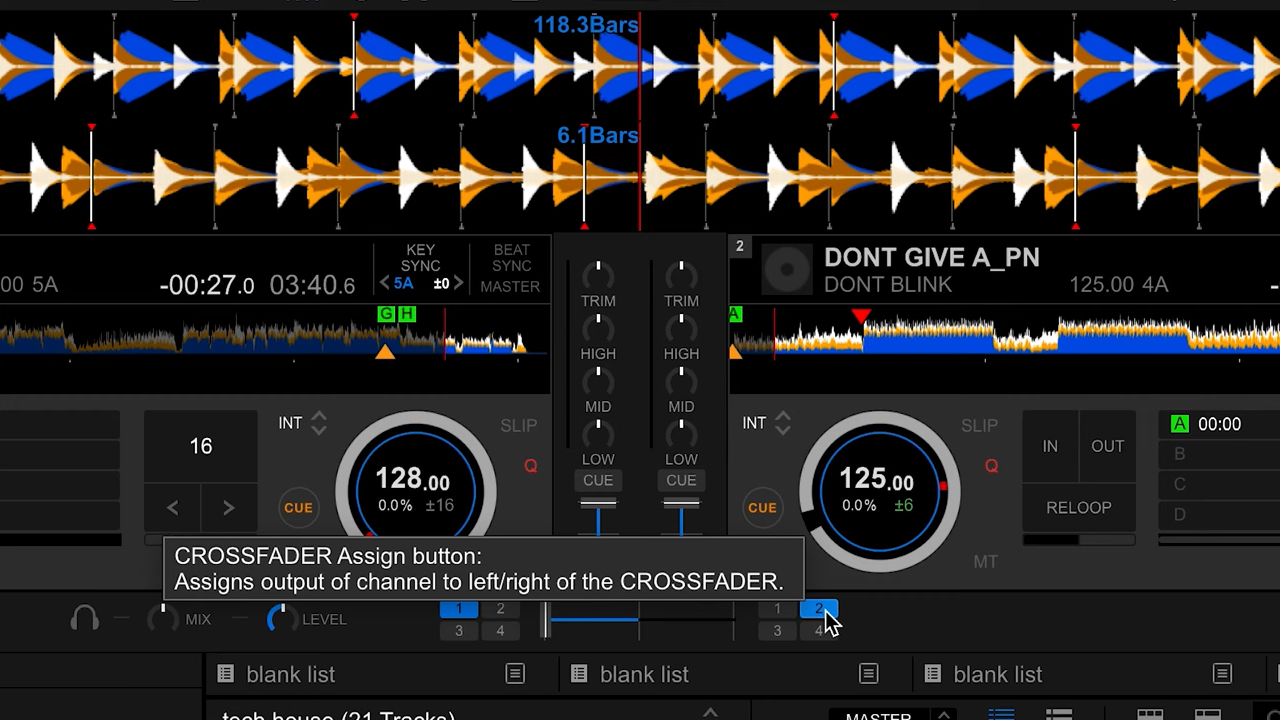 118.3Bars
6.1Bars
00 5A
-00:27.0 03:40.6
KEY
SYNC
< 5A ±0 >
BEAT
SYNC
MASTER
G H
16
< >
INT
SLIP
Q
CUE
128.00
0.0% ±16
TRIM TRIM
HIGH HIGH
MID MID
LOW LOW
CUE CUE
2
DONT GIVE A_PN
DONT BLINK 125.00 4A
A
INT
SLIP
Q
CUE
125.00
0.0% ±6
MT
IN OUT
RELOOP
A 00:00
B
C
D
CROSSFADER Assign button:
Assigns output of channel to left/right of the CROSSFADER.
MIX LEVEL
1 2
3 4
1 2
3 4
blank list blank list blank list
tech house (21 Tracks)
MASTER